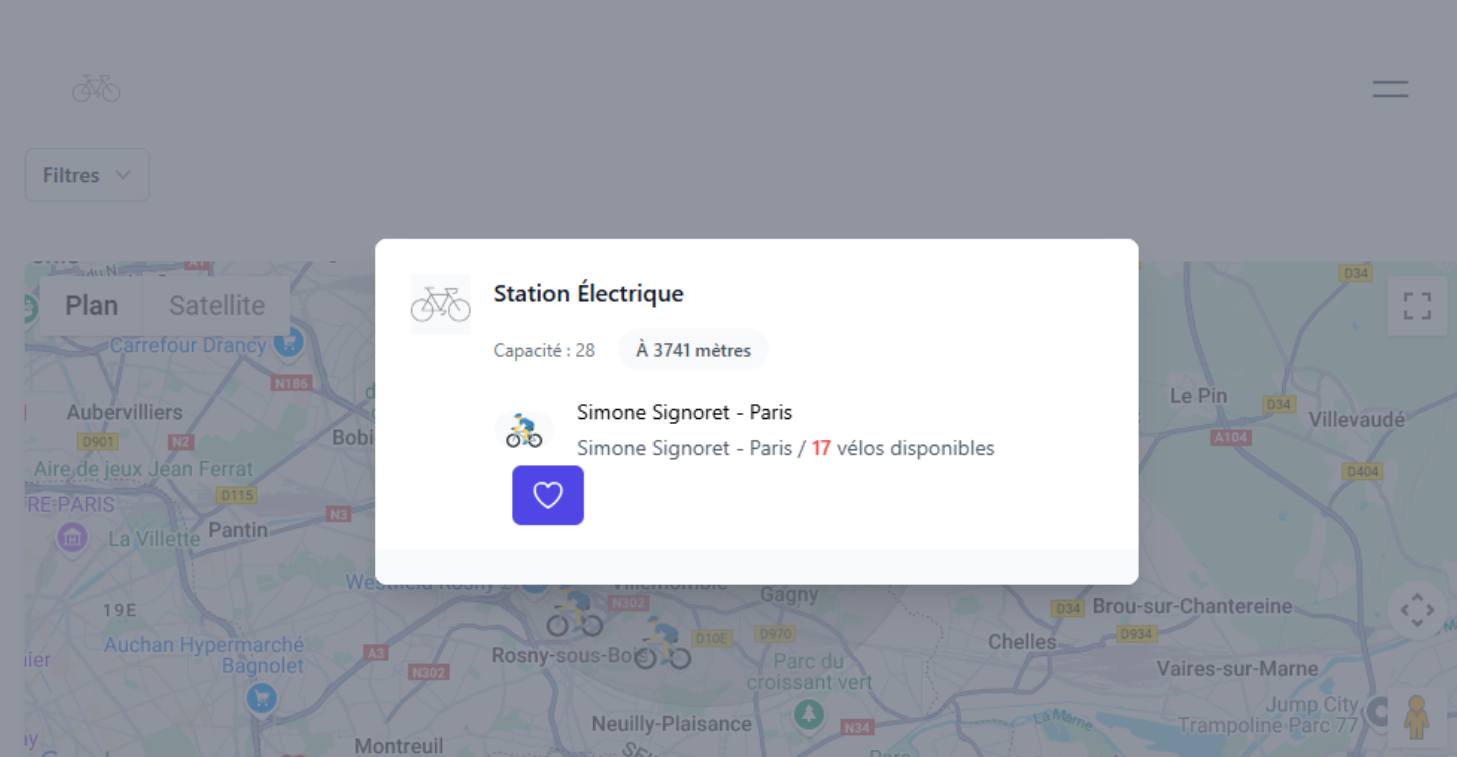 Filtres
Station Électrique
Capacité : 28
À 3741 mètres
Simone Signoret - Paris
Simone Signoret - Paris / 17 vélos disponibles
Plan
Satellite
D34
Carrefour Drancy
N186
Aubervilliers
D901
N2
Bobi
Aire de jeux Jean Ferrat
RE-PARIS
D115
N3
La Villette
Pantin
Le Pin
D34
Villevaudé
A104
D404
Westfield Rosny 2
Villemomble
Gagny
19E
N302
D34
Brou-sur-Chantereine
Auchan Hypermarché
Bagnolet
A3
N302
Rosny-sous-Boi
D10E
D970
Chelles
D934
Parc du
croissant vert
Vaires-sur-Marne
Neuilly-Plaisance
N34
La Marne
Jump City
Trampoline Parc 77
Montreuil